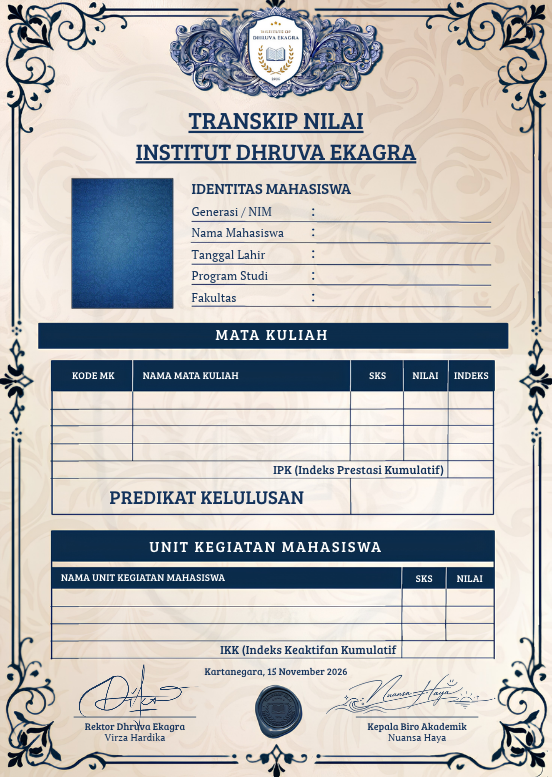 INSTITUTE OF
DHRUVA EKAGRA
TRANSKIP NILAI
INSTITUT DHRUVA EKAGRA
IDENTITAS MAHASISWA
Generasi / NIM :
Nama Mahasiswa :
Tanggal Lahir :
Program Studi :
Fakultas :
MATA KULIAH
KODE MK NAMA MATA KULIAH SKS NILAI INDEKS
IPK (Indeks Prestasi Kumulatif)
PREDIKAT KELULUSAN
UNIT KEGIATAN MAHASISWA
NAMA UNIT KEGIATAN MAHASISWA SKS NILAI
IKK (Indeks Keaktifan Kumulatif
Kartanegara, 15 November 2026
Nuansa Haya
Rektor Dhruva Ekagra Kepala Biro Akademik
Virza Hardika Nuansa Haya